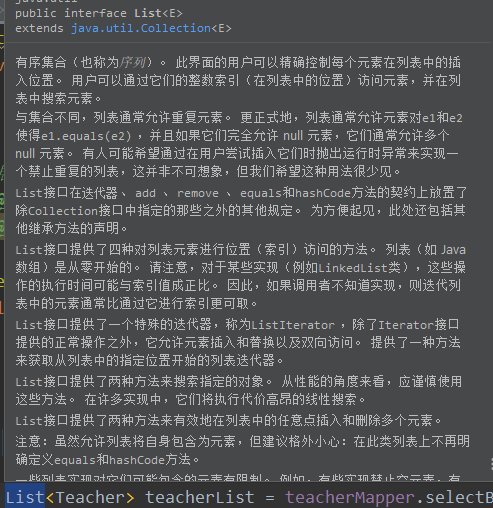 java.util
public interface List<E>
extends java.util.Collection<E>
有序集合（也称为序列）。 此界面的用户可以精确控制每个元素在列表中的插
入位置。 用户可以通过它们的整数索引（在列表中的位置）访问元素，并在列
表中搜索元素。
与集合不同，列表通常允许重复元素。 更正式地，列表通常允许元素对e1和e2
使得e1.equals(e2) ，并且如果它们完全允许 null 元素，它们通常允许多个
null 元素。 有人可能希望通过在用户尝试插入它们时抛出运行时异常来实现一
个禁止重复的列表，这并非不可想象，但我们希望这种用法很少见。
List接口在迭代器、 add 、 remove 、 equals和hashCode方法的契约上放置了
除Collection接口中指定的那些之外的其他规定。 为方便起见，此处还包括其
他继承方法的声明。
List接口提供了四种对列表元素进行位置（索引）访问的方法。 列表（如 Java
数组）是从零开始的。 请注意，对于某些实现（例如LinkedList类），这些操
作的执行时间可能与索引值成正比。 因此，如果调用者不知道实现，则迭代列
表中的元素通常比通过它进行索引更可取。
List接口提供了一个特殊的迭代器，称为ListIterator ，除了Iterator接口
提供的正常操作之外，它允许元素插入和替换以及双向访问。 提供了一种方法
来获取从列表中的指定位置开始的列表迭代器。
List接口提供了两种方法来搜索指定的对象。 从性能的角度来看，应谨慎使用
这些方法。 在许多实现中，它们将执行代价高昂的线性搜索。
List接口提供了两种方法来有效地在列表中的任意点插入和删除多个元素。
注意：虽然允许列表将自身包含为元素，但建议格外小心：在此类列表上不再明
确定义equals和hashCode方法。
一些列表实现对它们可能包含的元素有限制。 例如，有些实现禁止空元素，有
List<Teacher> teacherList = teacherMapper.selectB